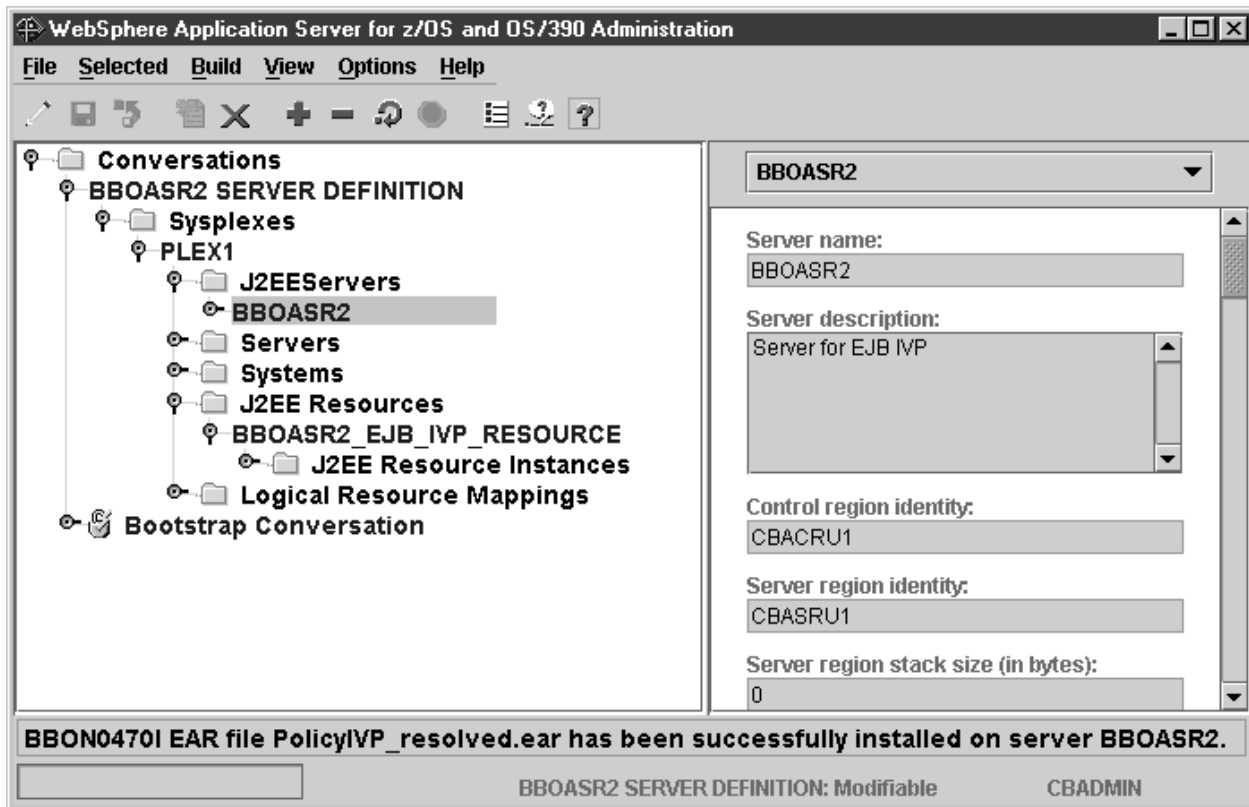 WebSphere Application Server for z/OS and OS/390 Administration
File Selected Build View Options Help
Conversations
BBOASR2 SERVER DEFINITION
Sysplexes
PLEX1
J2EEServers
BBOASR2
Servers
Systems
J2EE Resources
BBOASR2_EJB_IVP_RESOURCE
J2EE Resource Instances
Logical Resource Mappings
Bootstrap Conversation
BBOASR2
Server name:
BBOASR2
Server description:
Server for EJB IVP
Control region identity:
CBACRU1
Server region identity:
CBASRU1
Server region stack size (in bytes):
0
BBON0470I EAR file PolicyIVP_resolved.ear has been successfully installed on server BBOASR2.
BBOASR2 SERVER DEFINITION: Modifiable CBADMIN